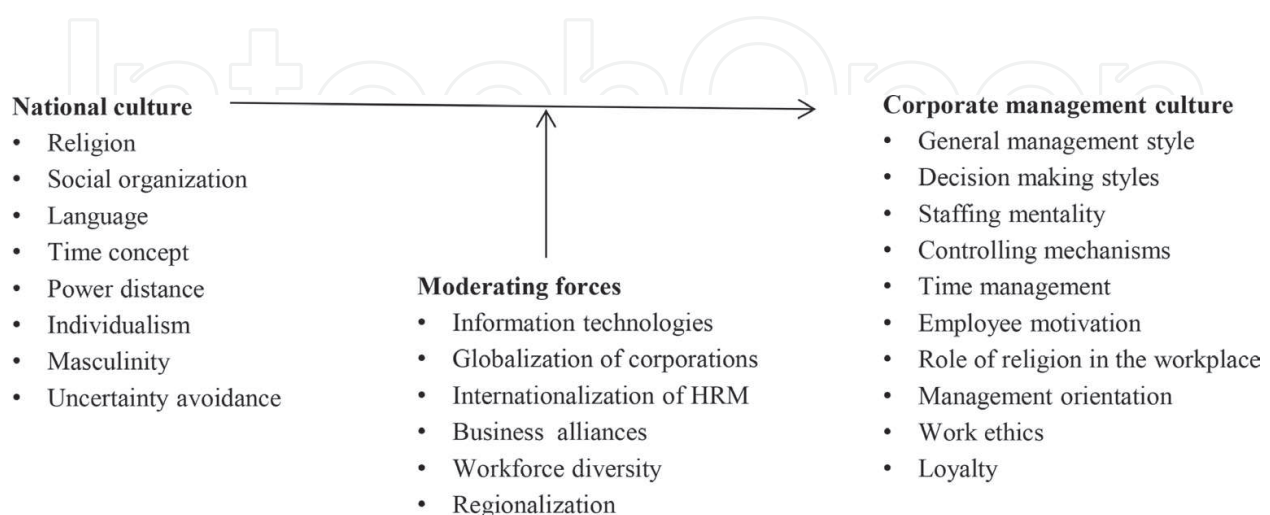 IntechOpen
National culture
• Religion
• Social organization
• Language
• Time concept
• Power distance
• Individualism
• Masculinity
• Uncertainty avoidance
Moderating forces
• Information technologies
• Globalization of corporations
• Internationalization of HRM
• Business alliances
• Workforce diversity
• Regionalization
Corporate management culture
• General management style
• Decision making styles
• Staffing mentality
• Controlling mechanisms
• Time management
• Employee motivation
• Role of religion in the workplace
• Management orientation
• Work ethics
• Loyalty